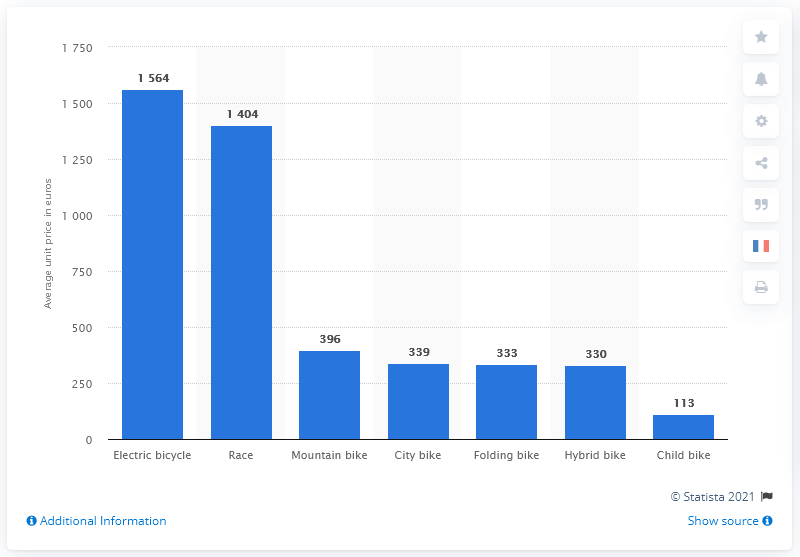 1 750
1 500
1 250
1 000
750
500
250
0
Average unit price in euros
1 564
1 404
396
339
333
330
113
Electric bicycle
Race
Mountain bike
City bike
Folding bike
Hybrid bike
Child bike
© Statista 2021
Additional Information
Show source